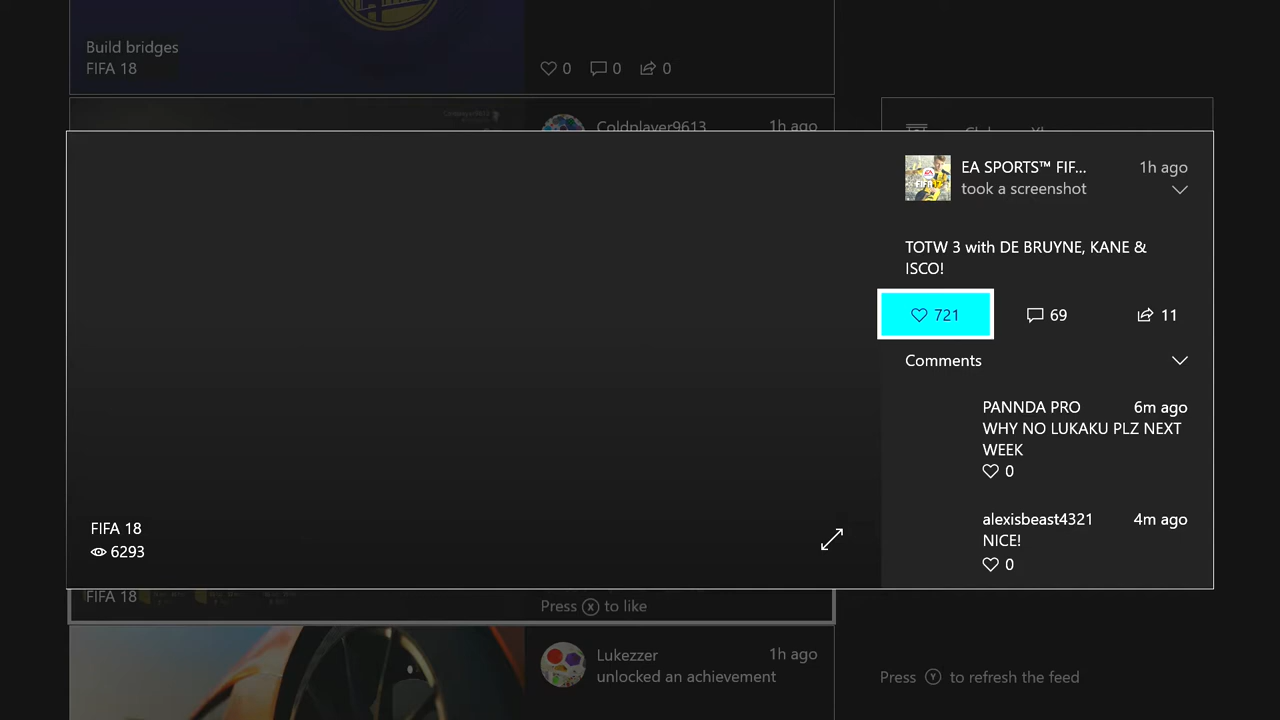 Build bridges
FIFA 18
0 0 0
Coldplayer9613 1h ago
EA SPORTS™ FIF... 1h ago
took a screenshot
TOTW 3 with DE BRUYNE, KANE &
ISCO!
721 69 11
Comments
PANNDA PRO 6m ago
WHY NO LUKAKU PLZ NEXT
WEEK
0
alexisbeast4321 4m ago
NICE!
0
FIFA 18
6293
FIFA 18
Press X to like
Lukezzer 1h ago
unlocked an achievement
Press Y to refresh the feed